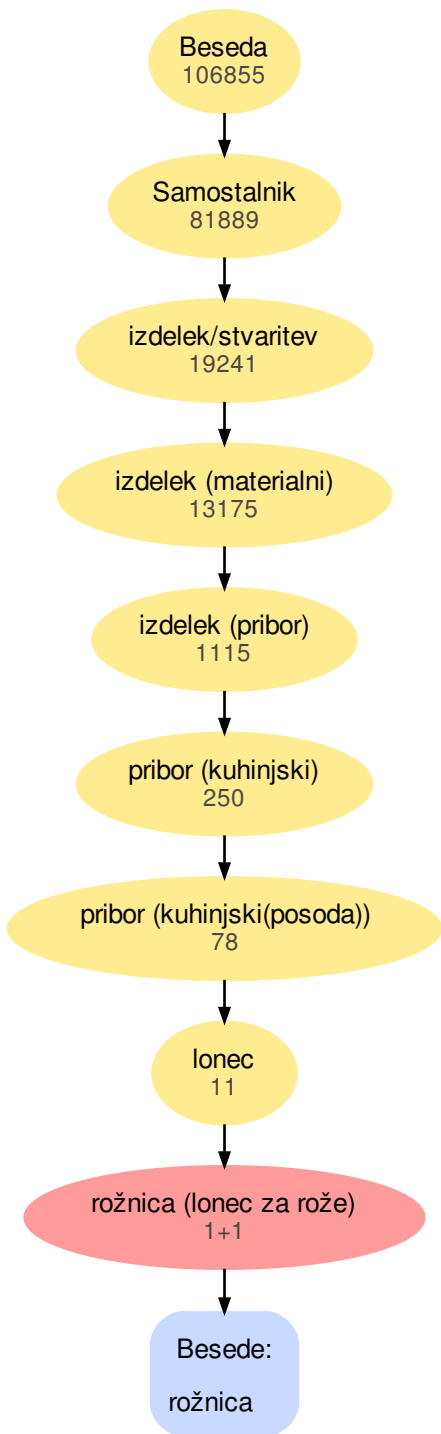 Beseda
106855
Samostalnik
81889
izdelek/stvaritev
19241
izdelek (materialni)
13175
izdelek (pribor)
1115
pribor (kuhinjski)
250
pribor (kuhinjski(posoda))
78
lonec
11
rožnica (lonec za rože)
1+1
Besede:
rožnica